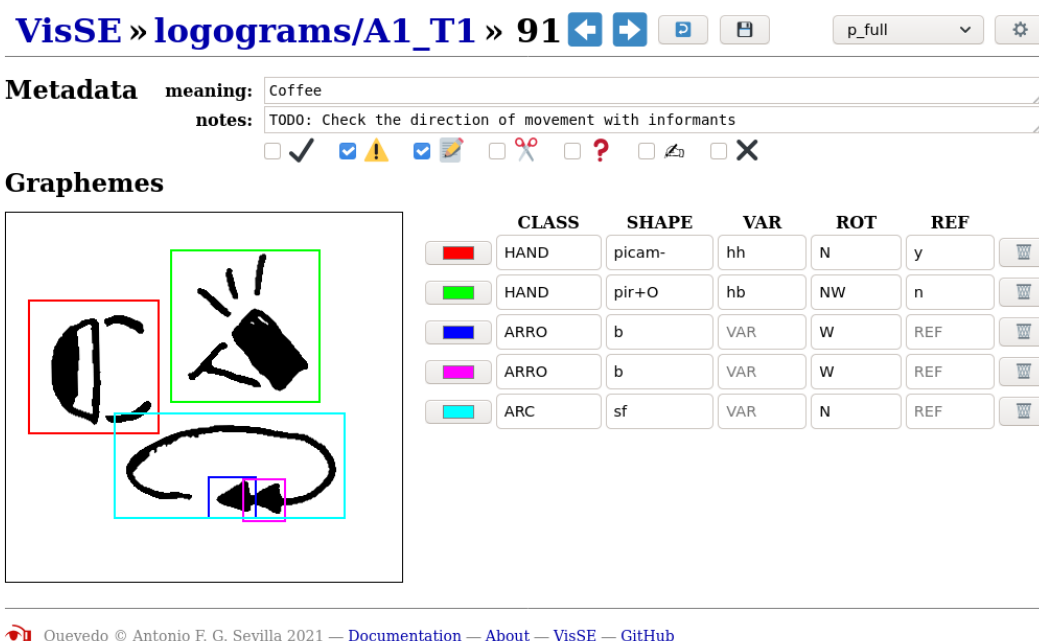 VisSE » logograms/A1_T1 » 91 p_full
Metadata meaning: Coffee
notes: TODO: Check the direction of movement with informants
Graphemes
CLASS SHAPE VAR ROT REF
HAND picam- hh N y
HAND pir+O hb NW n
ARRO b VAR W REF
ARRO b VAR W REF
ARC sf VAR N REF
Quevedo © Antonio F. G. Sevilla 2021 — Documentation — About — VisSE — GitHub